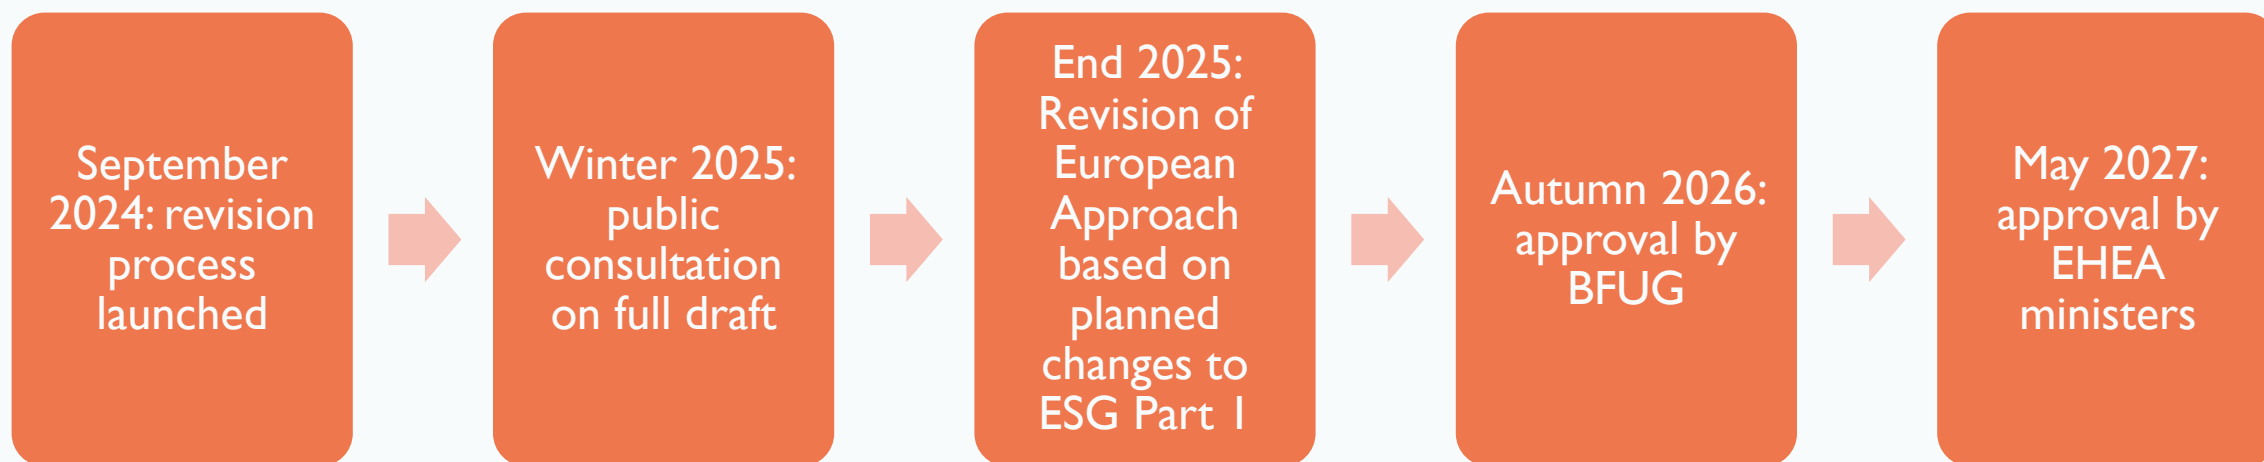 September
2024: revision
process
launched
Winter 2025:
public
consultation
on full draft
End 2025:
Revision of
European
Approach
based on
planned
changes to
ESG Part 1
Autumn 2026:
approval by
BFUG
May 2027:
approval by
EHEA
ministers